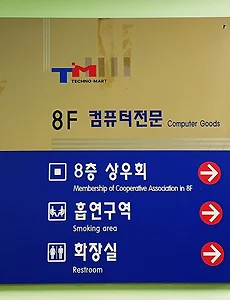 TM
TECHNO-MART
8F 컴퓨터전문 Computer Goods
8층 상우회
Membership of Cooperative Association in 8F
흡연구역
Smoking area
화장실
Restroom